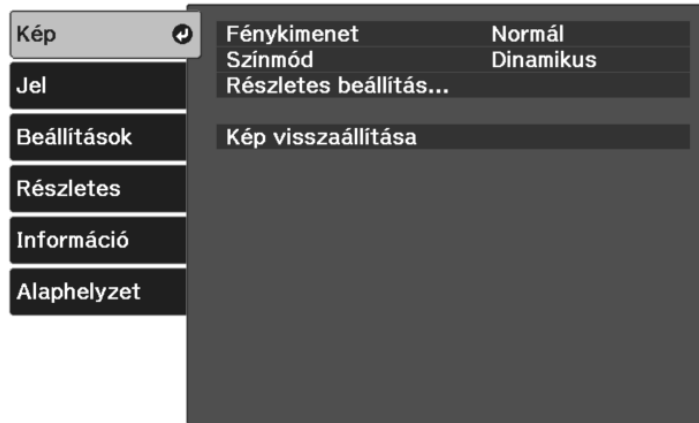 Kép
Jel
Beállítások
Részletes
Információ
Alaphelyzet
Fénykimenet Normál
Színmód Dinamikus
Részletes beállítás...
Kép visszaállítása